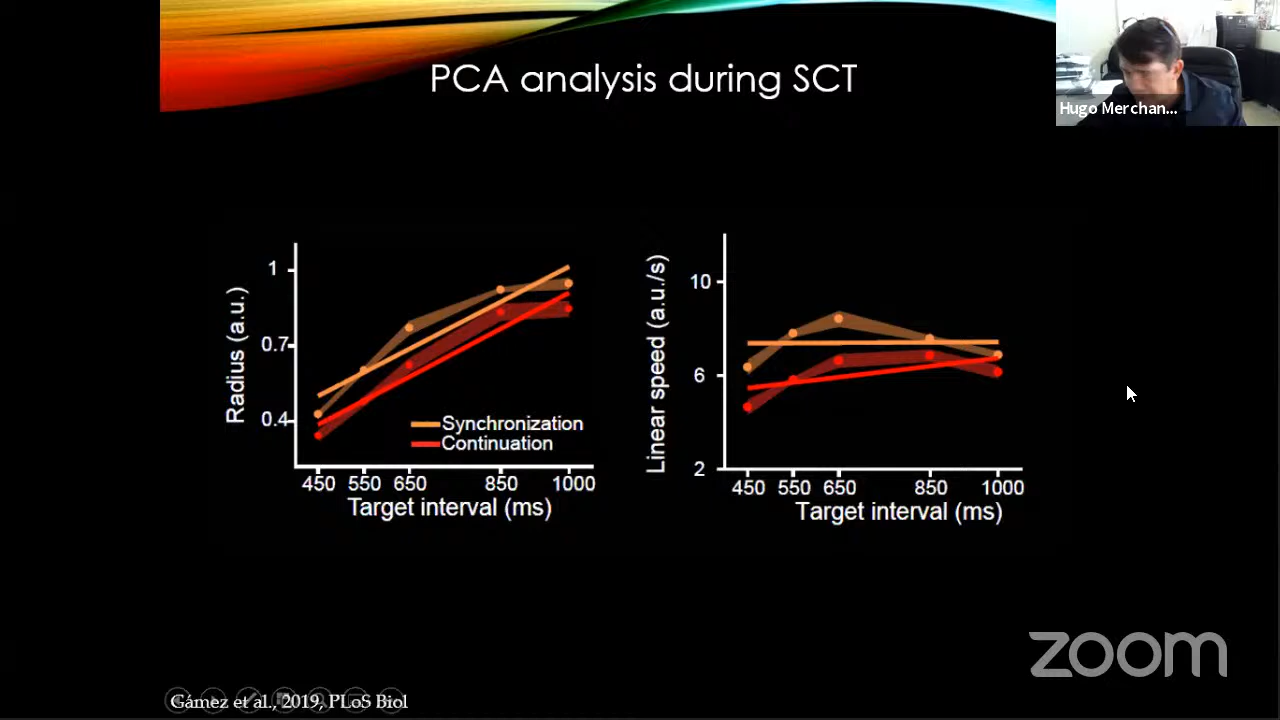 PCA analysis during SCT
Hugo Merchan...
Radius (a.u.)
1
0.7
0.4
Synchronization
Continuation
450 550 650 850 1000
Target interval (ms)
Linear speed (a.u./s)
10
6
2
450 550 650 850 1000
Target interval (ms)
zoom
Gámez et al., 2019, PLoS Biol